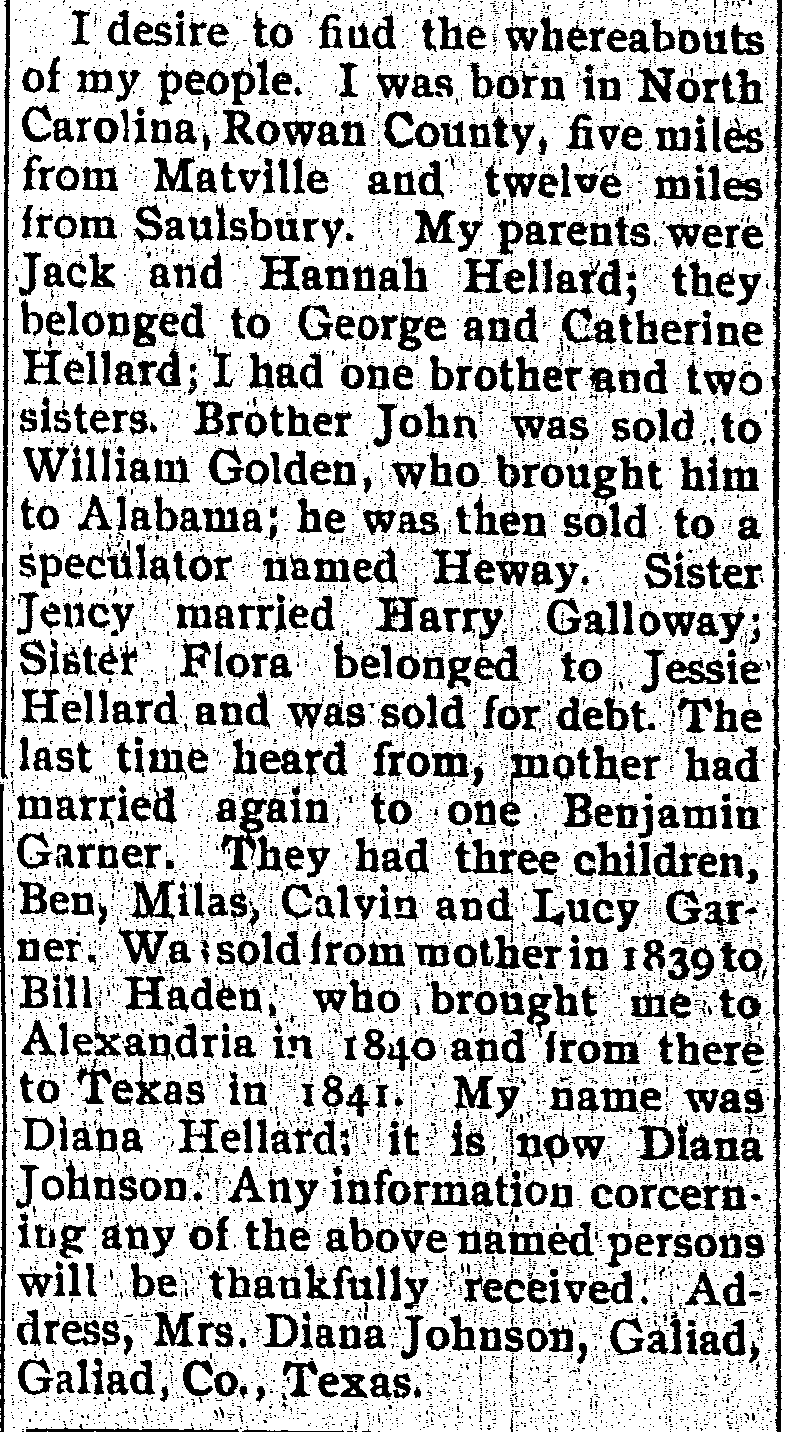 I desire to find the whereabouts
of my people. I was born in North
Carolina, Rowan County, five miles
from Matville and twelve miles
from Saulsbury. My parents were
Jack and Hannah Hellard; they
belonged to George and Catherine
Hellard; I had one brother and two
sisters. Brother John was sold to
William Golden, who brought him
to Alabama; he was then sold to a
speculator named Heway. Sister
Jency married Harry Galloway;
Sister Flora belonged to Jessie
Hellard and was sold for debt. The
last time heard from, mother had
married again to one Benjamin
Garner. They had three children,
Ben, Milas, Calvin and Lucy Gar-
ner. Was sold from mother in 1839 to
Bill Haden, who brought me to
Alexandria in 1840 and from there
to Texas in 1841. My name was
Diana Hellard; it is now Diana
Johnson. Any information corcern-
ing any of the above named persons
will be thankfully received. Ad-
dress, Mrs. Diana Johnson, Galiad,
Galiad, Co., Texas.